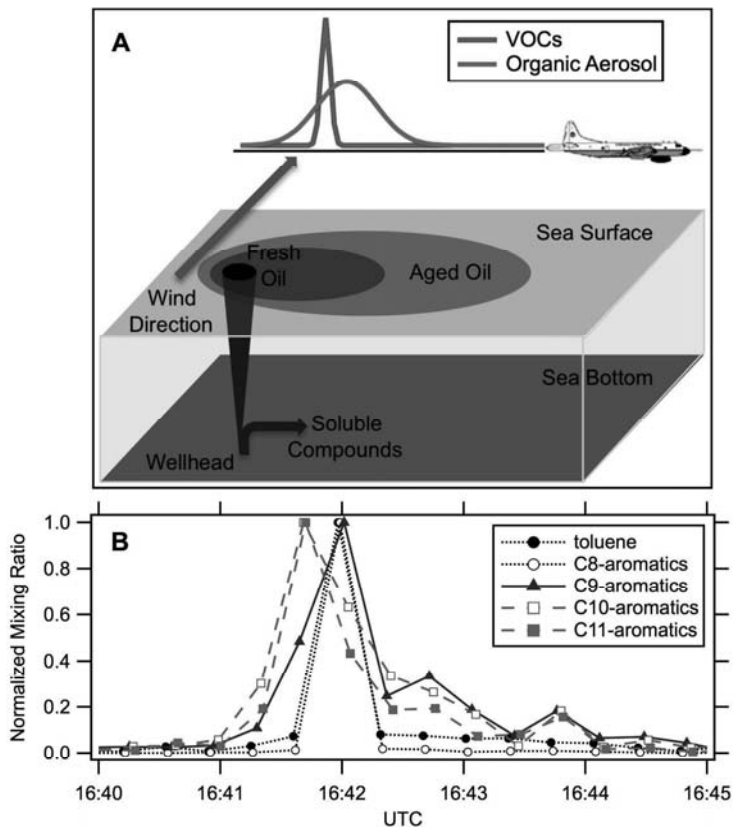 A
VOCs
Organic Aerosol
Sea Surface
Fresh
Oil
Aged Oil
Wind
Direction
Sea Bottom
Soluble
Compounds
Wellhead
B
toluene
C8-aromatics
C9-aromatics
C10-aromatics
C11-aromatics
Normalized Mixing Ratio
1.0
0.8
0.6
0.4
0.2
0.0
16:40 16:41 16:42 16:43 16:44 16:45
UTC